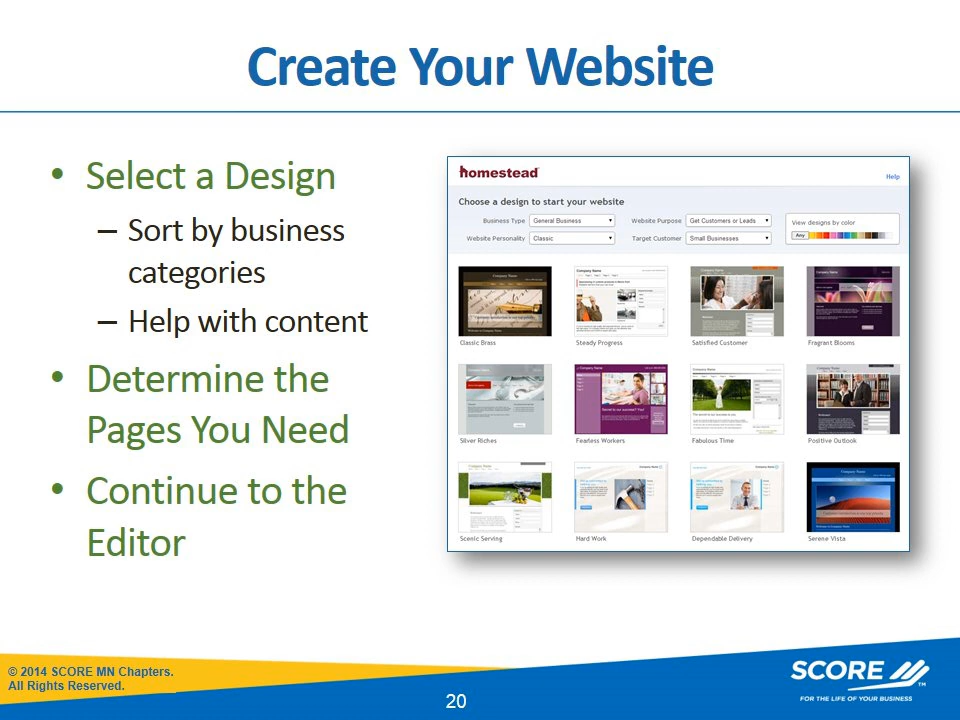 Create Your Website
• Select a Design
– Sort by business
categories
– Help with content
• Determine the
Pages You Need
• Continue to the
Editor
homestead
Help
Choose a design to start your website
Business Type General Business Website Purpose Get Customers or Leads
Website Personality Classic Target Customer Small Businesses
View designs by color
Any
Classic Brass Steady Progress Satisfied Customer Fragrant Blooms
Silver Riches Fearless Workers Fabulous Time Positive Outlook
Scenic Serving Hard Work Dependable Delivery Serene Vista
© 2014 SCORE MN Chapters.
All Rights Reserved.
20
SCORE TM
FOR THE LIFE OF YOUR BUSINESS